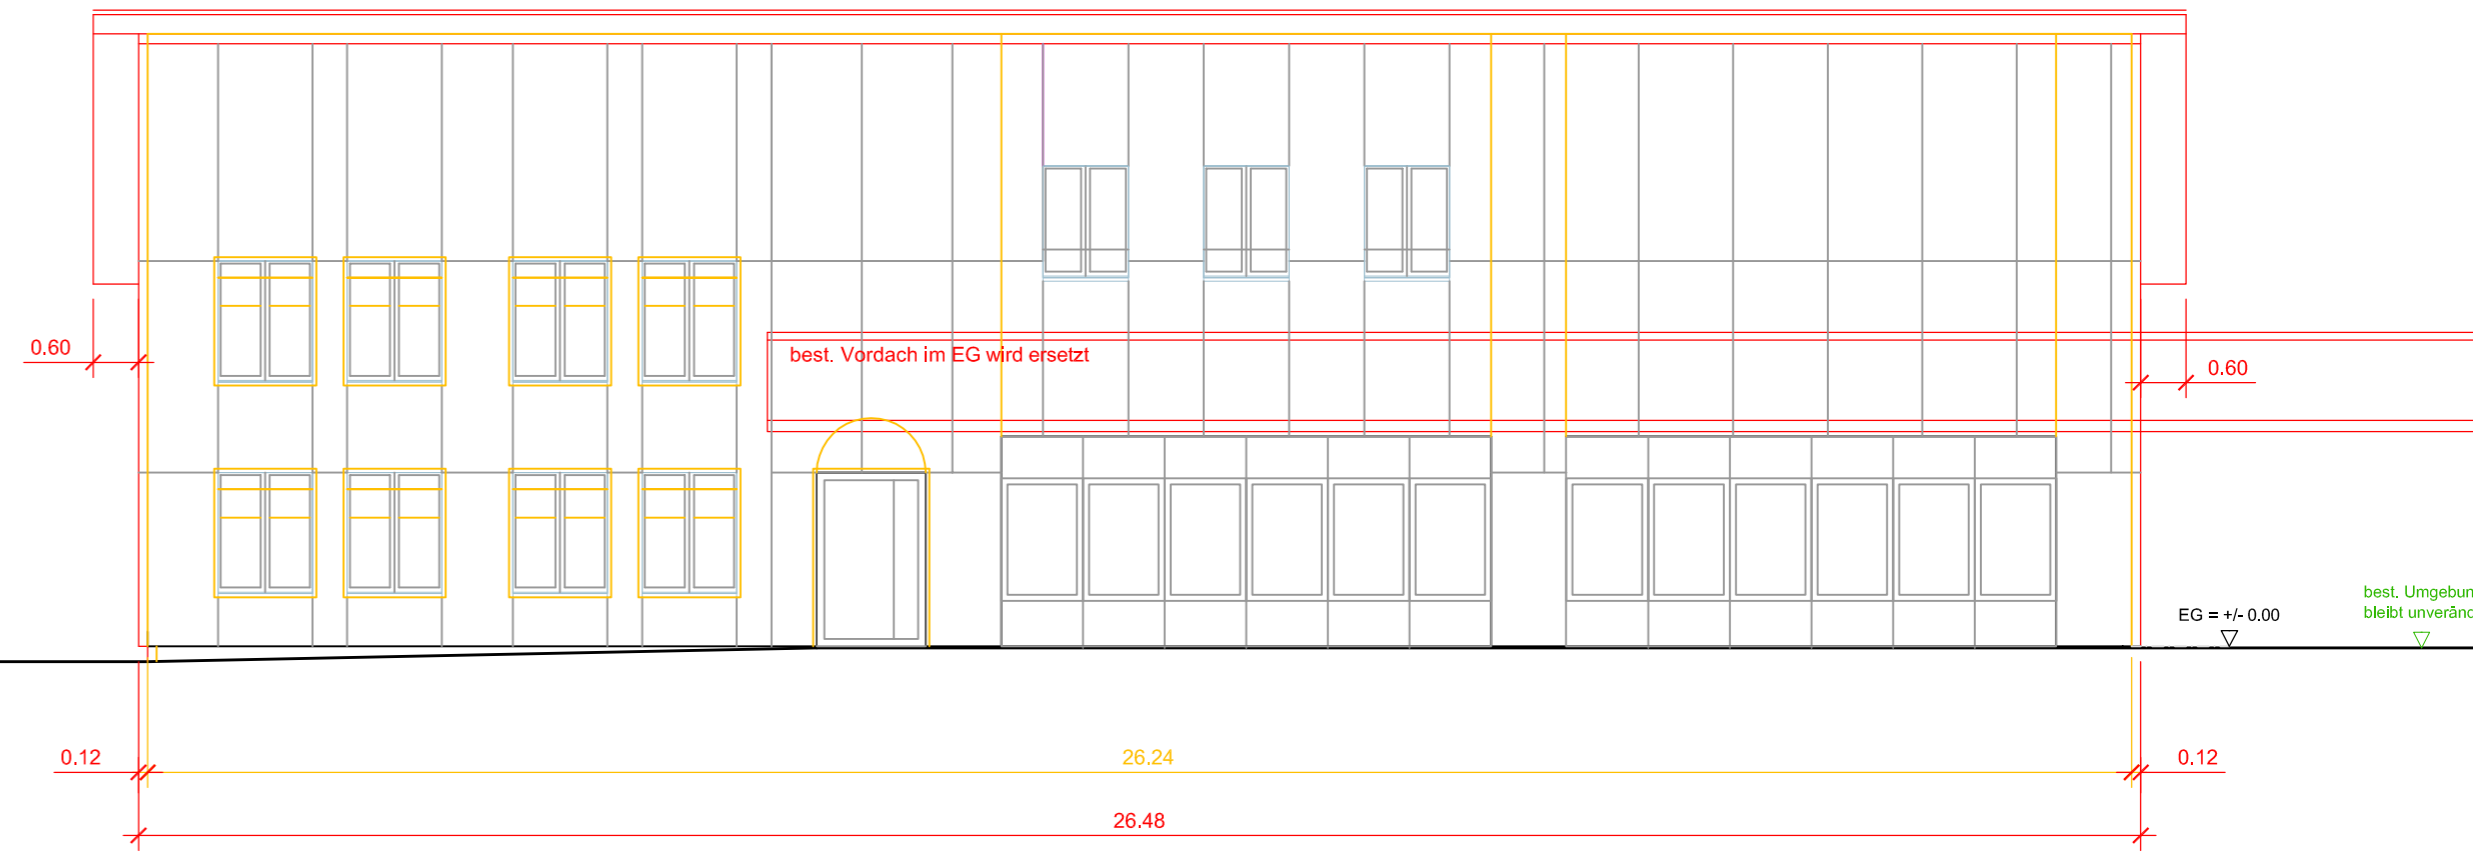 0.60
best. Vordach im EG wird ersetzt
0.60
best. Umgebun
bleibt unveränd
EG = +/- 0.00
0.12
26.24
0.12
26.48